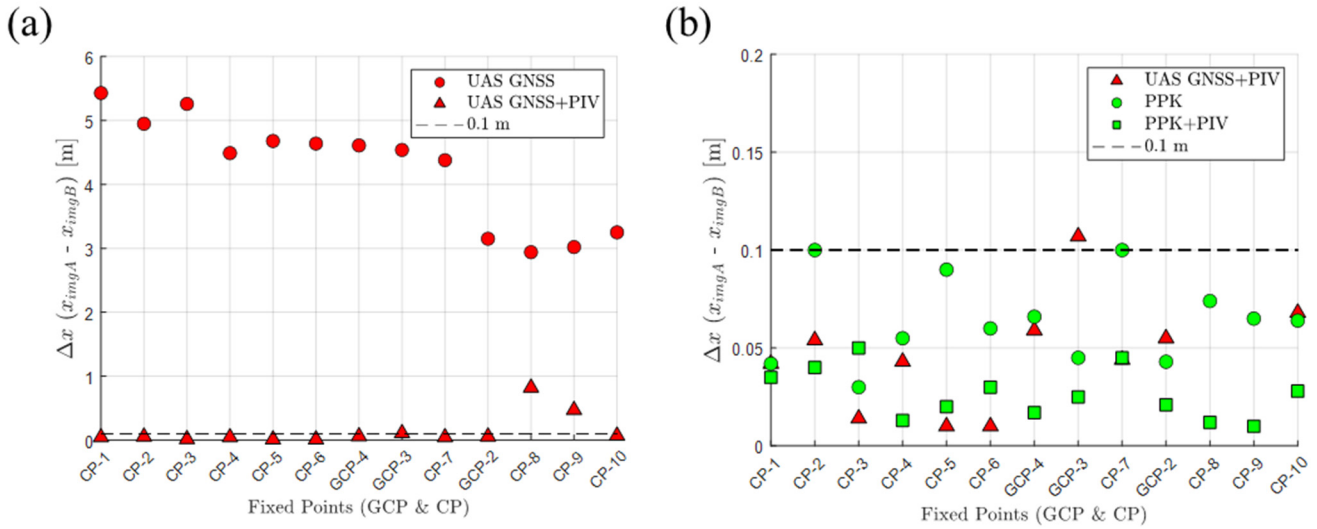 (a)
6
5
4
3
2
1
0
Δx (x_imgA - x_imgB) [m]
UAS GNSS
UAS GNSS+PIV
0.1 m
CP-1
CP-2
CP-3
CP-4
CP-5
CP-6
GCP-4
GCP-3
CP-7
GCP-2
CP-8
CP-9
CP-10
Fixed Points (GCP & CP)
(b)
0.2
0.15
0.1
0.05
0
Δx (x_imgA - x_imgB) [m]
UAS GNSS+PIV
PPK
PPK+PIV
0.1 m
CP-1
CP-2
CP-3
CP-4
CP-5
CP-6
GCP-4
GCP-3
CP-7
GCP-2
CP-8
CP-9
CP-10
Fixed Points (GCP & CP)